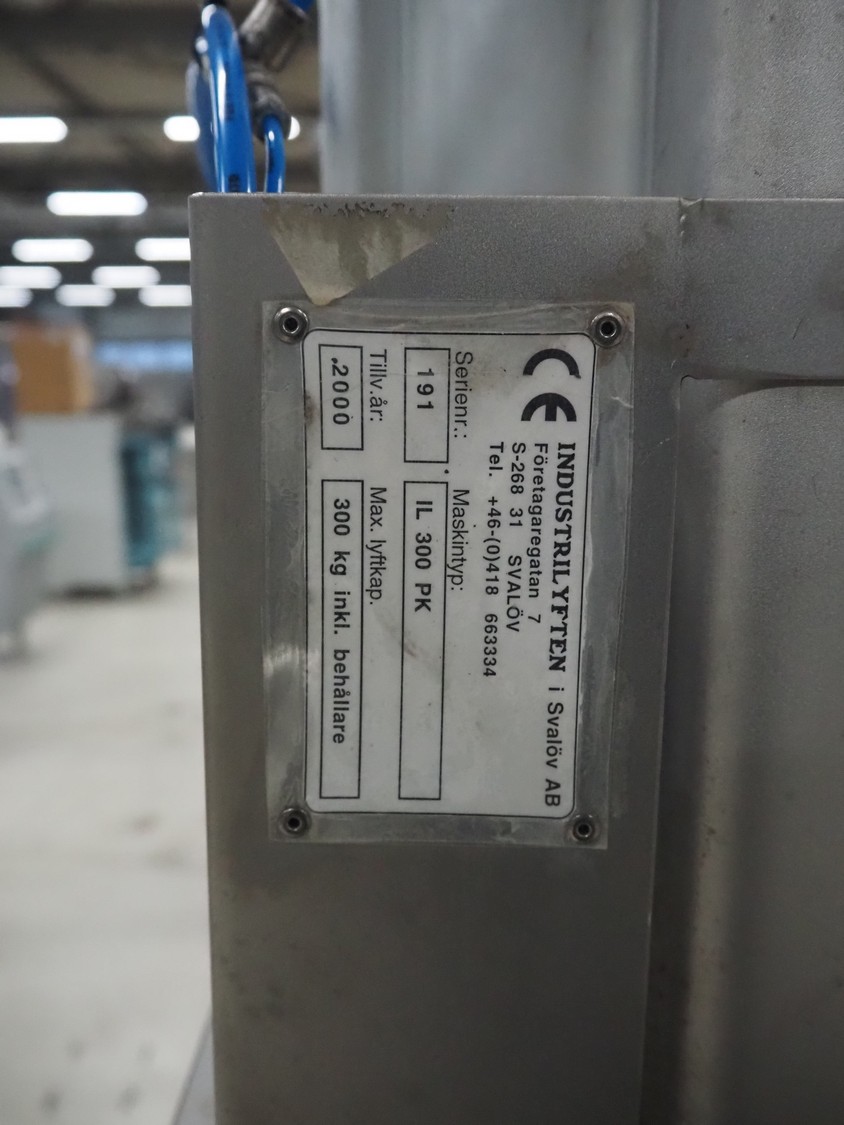 CE INDUSTRILYFTEN i Svalöv AB
Företagaregatan 7
S-268 31 SVALÖV
Tel. +46-(0)418 663334
Serienr.: Maskintyp:
191 IL 300 PK
Tillv.år: Max. lyftkap.
2000 300 kg inkl. behållare